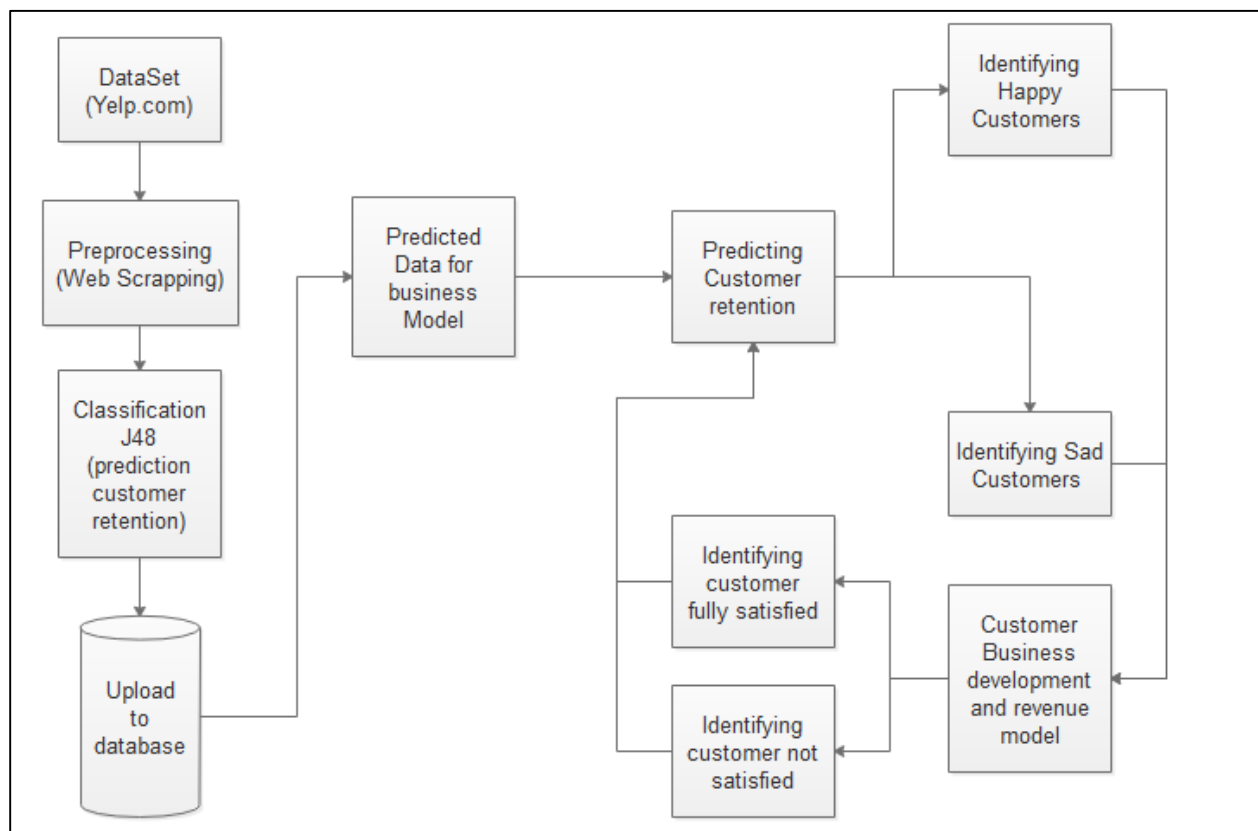 DataSet
(Yelp.com)
Preprocessing
(Web Scrapping)
Classification
J48
(prediction
customer
retention)
Upload
to
database
Predicted
Data for
business
Model
Predicting
Customer
retention
Identifying
Happy
Customers
Identifying Sad
Customers
Customer
Business
development
and revenue
model
Identifying
customer
fully satisfied
Identifying
customer not
satisfied